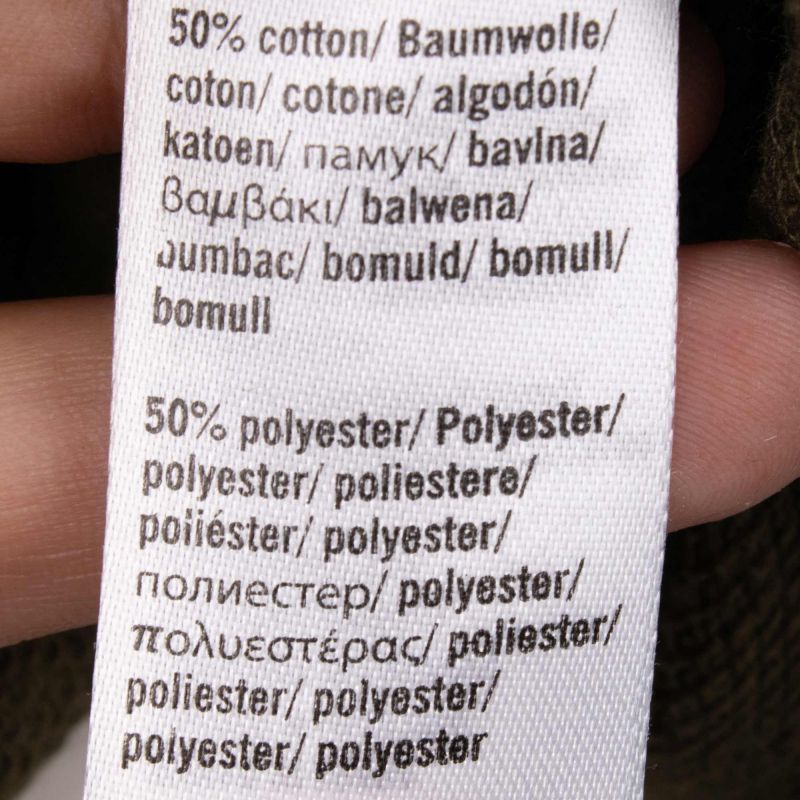 50% cotton/ Baumwolle/
coton/ cotone/ algodón/
katoen/ памук/ bavlna/
βαμβάκι/ balwena/
bumbac/ bomuld/ bomull/
bomull
50% polyester/ Polyester/
polyester/ poliestere/
poliéster/ polyester/
полиестер/ polyester/
πολυεστέρας/ poliester/
poliester/ polyester/
polyester/ polyester